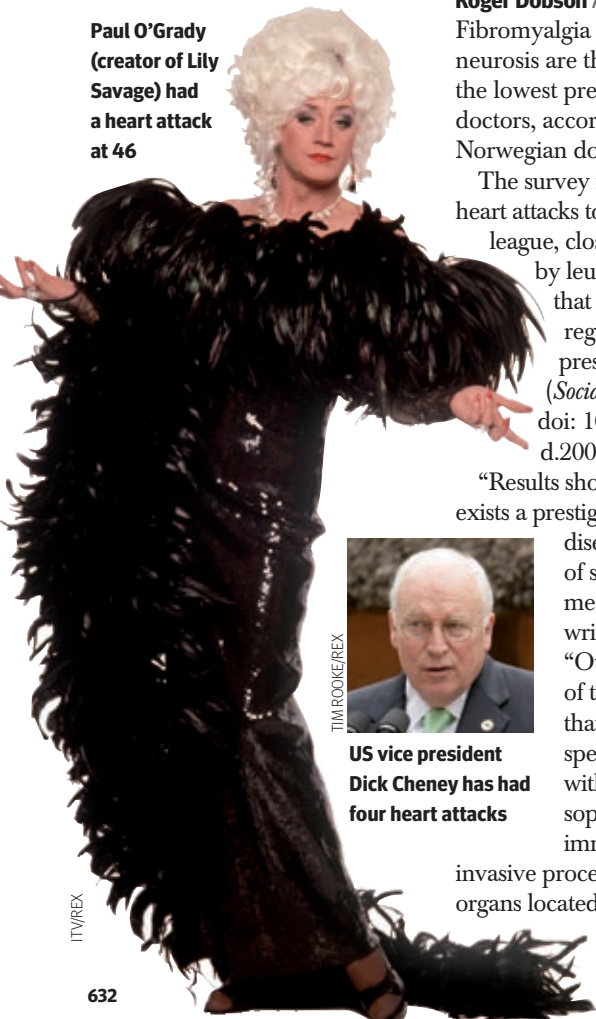 Paul O'Grady
(creator of Lily
Savage) had
a heart attack
at 46
Roger Dobson
Fibromyalgia
neurosis are th
the lowest pre
doctors, accor
Norwegian do
The survey
heart attacks to
league, clos
by leu
that
reg
pres
(Socia
doi: 10
d.200
"Results sho
exists a prestig
dise
of s
me
wri
"O
of t
tha
spe
with
sop
imm
invasive proce
organs located
TIM ROOKE/REX
US vice president
Dick Cheney has had
four heart attacks
ITV/REX
632